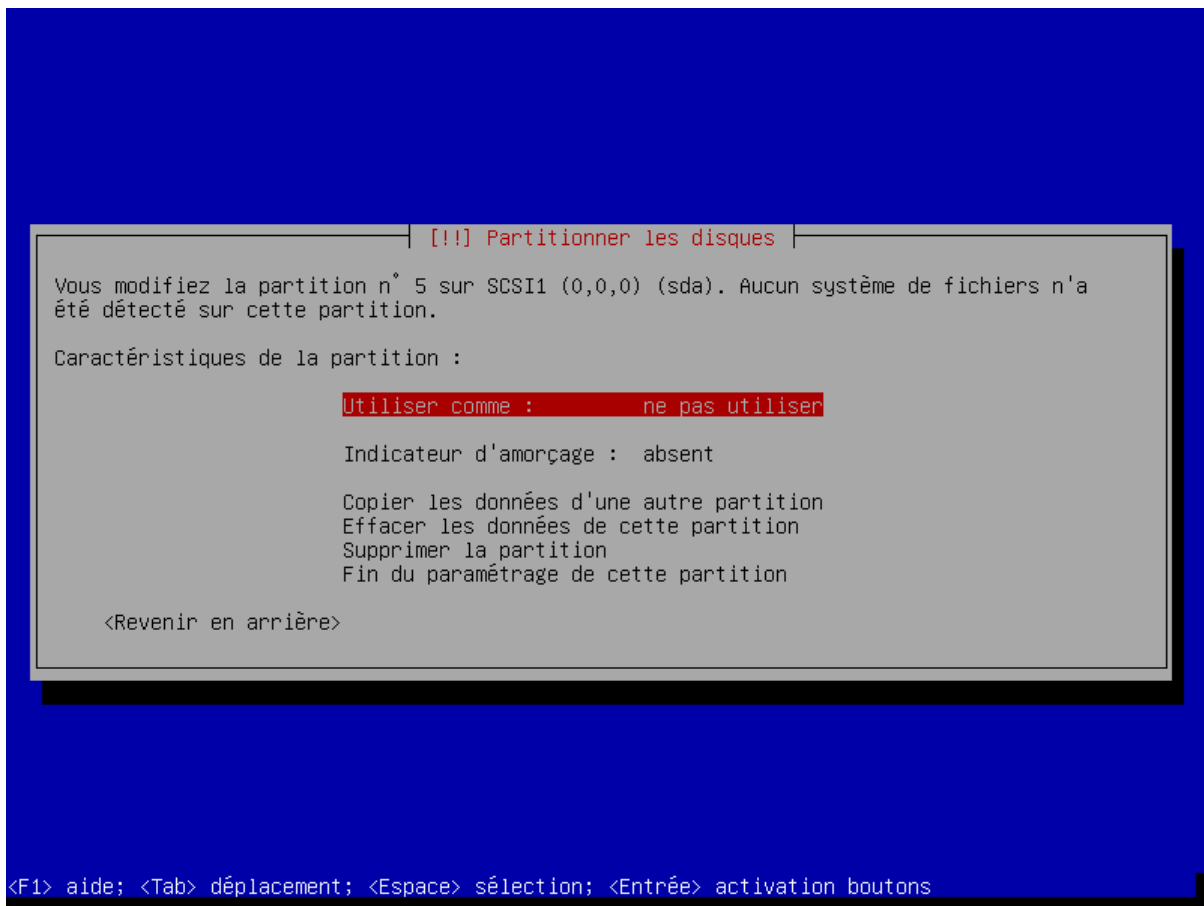 [!!] Partitionner les disques
Vous modifiez la partition n° 5 sur SCSI1 (0,0,0) (sda). Aucun système de fichiers n'a
été détecté sur cette partition.
Caractéristiques de la partition :
Utiliser comme : ne pas utiliser
Indicateur d'amorçage : absent
Copier les données d'une autre partition
Effacer les données de cette partition
Supprimer la partition
Fin du paramétrage de cette partition
<Revenir en arrière>
<F1> aide; <Tab> déplacement; <Espace> sélection; <Entrée> activation boutons